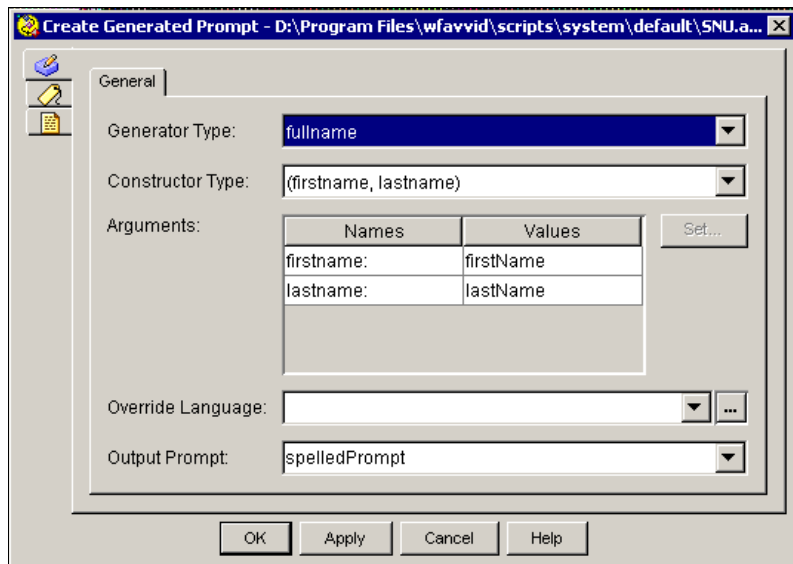 Create Generated Prompt - D:\Program Files\wfavvid\scripts\system\default\SNU.a...
General
Generator Type: fullname
Constructor Type: (firstname, lastname)
Arguments: Names Values Set...
firstname: firstName
lastname: lastName
Override Language: ...
Output Prompt: spelledPrompt
OK Apply Cancel Help